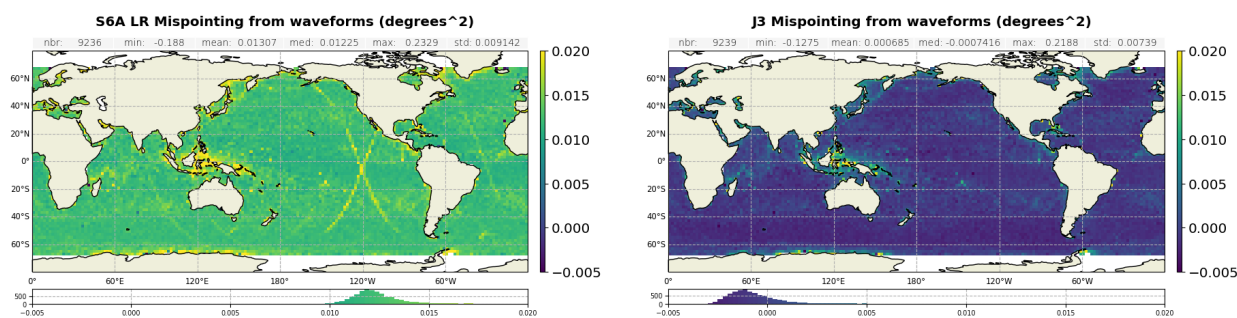 S6A LR Mispointing from waveforms (degrees^2)
nbr: 9236 min: -0.188 mean: 0.01307 med: 0.01225 max: 0.2329 std: 0.009142
60°N
40°N
20°N
0°
20°S
40°S
60°S
0° 60°E 120°E 180° 120°W 60°W
0.020
0.015
0.010
0.005
0.000
−0.005
500
0
−0.005 0.000 0.005 0.010 0.015 0.020
J3 Mispointing from waveforms (degrees^2)
nbr: 9239 min: -0.1275 mean: 0.000685 med: -0.0007416 max: 0.2188 std: 0.00739
60°N
40°N
20°N
0°
20°S
40°S
60°S
0° 60°E 120°E 180° 120°W 60°W
0.020
0.015
0.010
0.005
0.000
−0.005
500
0
−0.005 0.000 0.005 0.010 0.015 0.020